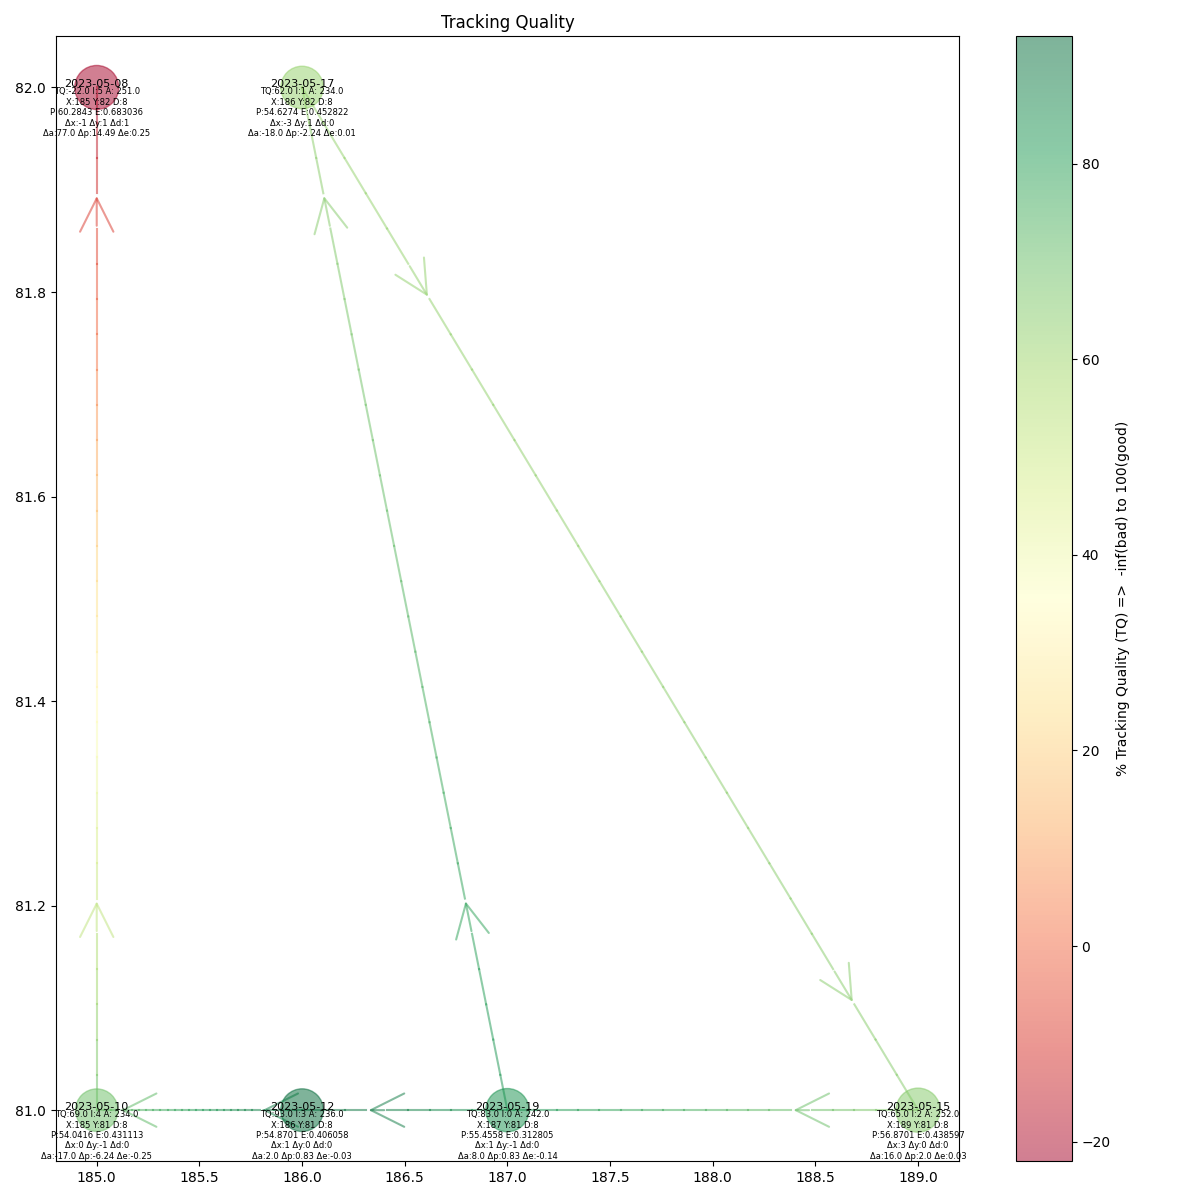 Tracking Quality
82.0
81.8
81.6
81.4
81.2
81.0
2023-05-08
TQ:-22.0 I:5 A: 251.0
X:185 Y:82 D:8
P:60.2843 E:0.683036
Δx:-1 Δy:1 Δd:1
Δa:77.0 Δp:14.49 Δe:0.25
2023-05-17
TQ:62.0 I:1 A: 234.0
X:186 Y:82 D:8
P:54.6274 E:0.452822
Δx:-3 Δy:1 Δd:0
Δa:-18.0 Δp:-2.24 Δe:0.01
2023-05-10
TQ:69.0 I:4 A: 234.0
X:185 Y:81 D:8
P:54.0416 E:0.431113
Δx:0 Δy:-1 Δd:0
Δa:-17.0 Δp:-6.24 Δe:-0.25
2023-05-12
TQ:93.0 I:3 A: 236.0
X:186 Y:81 D:8
P:54.8701 E:0.406058
Δx:1 Δy:0 Δd:0
Δa:2.0 Δp:0.83 Δe:-0.03
2023-05-19
TQ:83.0 I:0 A: 242.0
X:187 Y:81 D:8
P:55.4558 E:0.312805
Δx:1 Δy:-1 Δd:0
Δa:8.0 Δp:0.83 Δe:-0.14
2023-05-15
TQ:65.0 I:2 A: 252.0
X:189 Y:81 D:8
P:56.8701 E:0.438597
Δx:3 Δy:0 Δd:0
Δa:16.0 Δp:2.0 Δe:0.03
185.0
185.5
186.0
186.5
187.0
187.5
188.0
188.5
189.0
80
60
40
20
0
−20
% Tracking Quality (TQ) => -inf(bad) to 100(good)